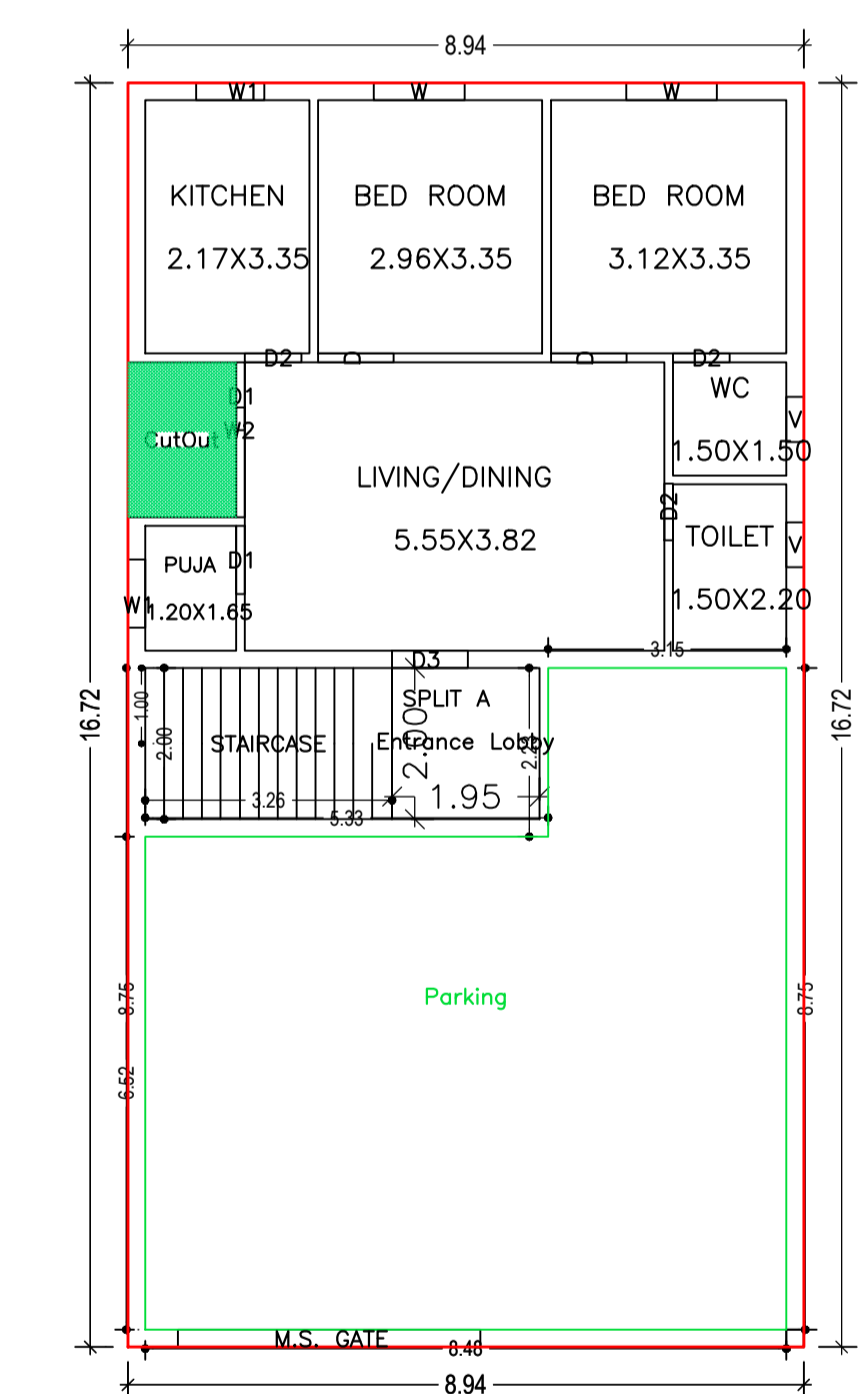 8.94
W1 W W
KITCHEN BED ROOM BED ROOM
2.17X3.35 2.96X3.35 3.12X3.35
D2 D D D2
WC
D1
V
CutOut W2
1.50X1.50
LIVING/DINING
5.55X3.82
D2
TOILET
V
PUJA D1
W1 1.20X1.65
1.50X2.20
3.15
D3
16.72
16.72
1.00
SPLIT A
2.00
STAIRCASE
2.00
Entrance Lobby
3.26
1.95
5.33
Parking
8.75
8.75
6.52
M.S. GATE
8.48
8.94